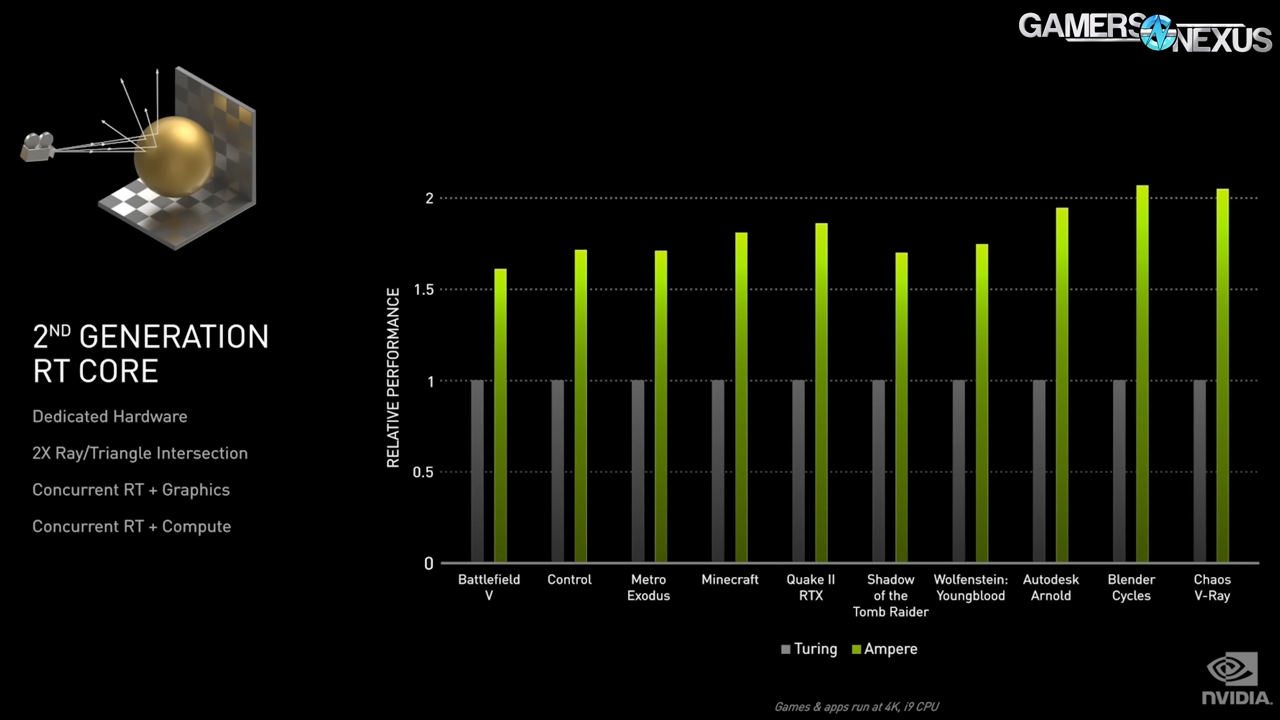 GAMERS NEXUS
2ND GENERATION
RT CORE
Dedicated Hardware
2X Ray/Triangle Intersection
Concurrent RT + Graphics
Concurrent RT + Compute
RELATIVE PERFORMANCE
2
1.5
1
0.5
0
Battlefield
V
Control
Metro
Exodus
Minecraft
Quake II
RTX
Shadow
of the
Tomb Raider
Wolfenstein:
Youngblood
Autodesk
Arnold
Blender
Cycles
Chaos
V-Ray
Turing
Ampere
Games & apps run at 4K, i9 CPU
NVIDIA.